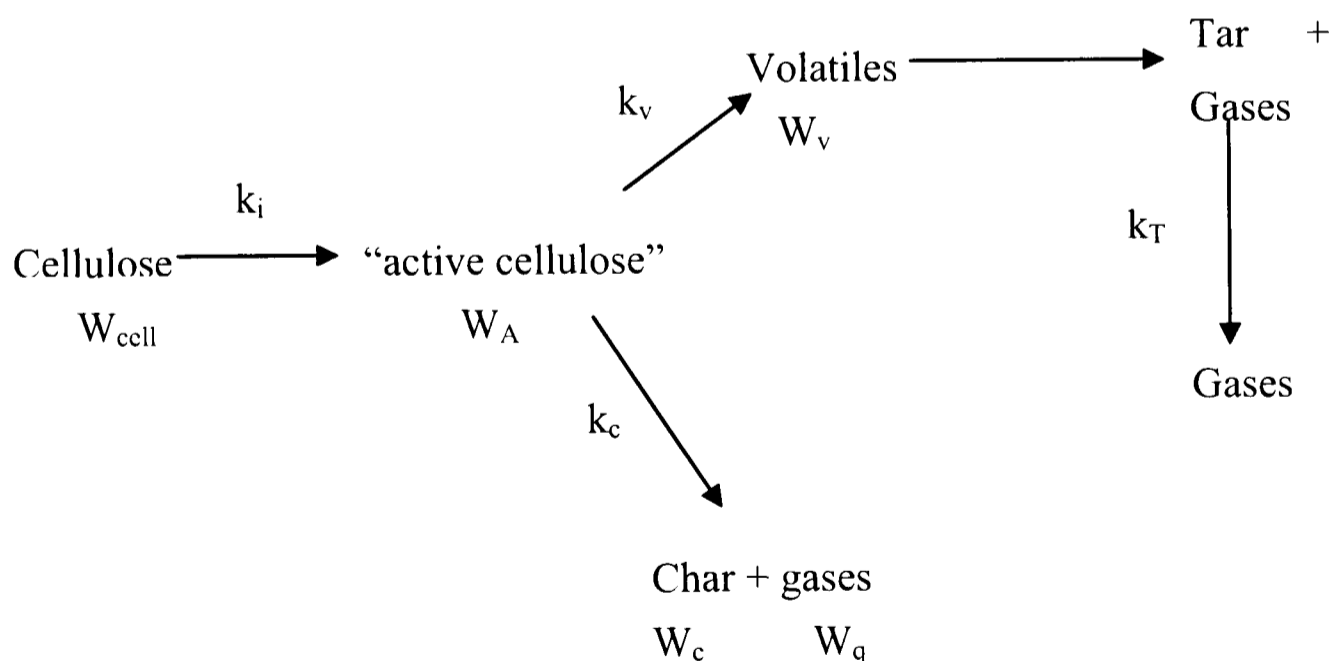 Tar +
Volatiles
Gases
k_v
W_v
k_i
k_T
Cellulose
“active cellulose”
W_cell
W_A
Gases
k_c
Char + gases
W_c W_g